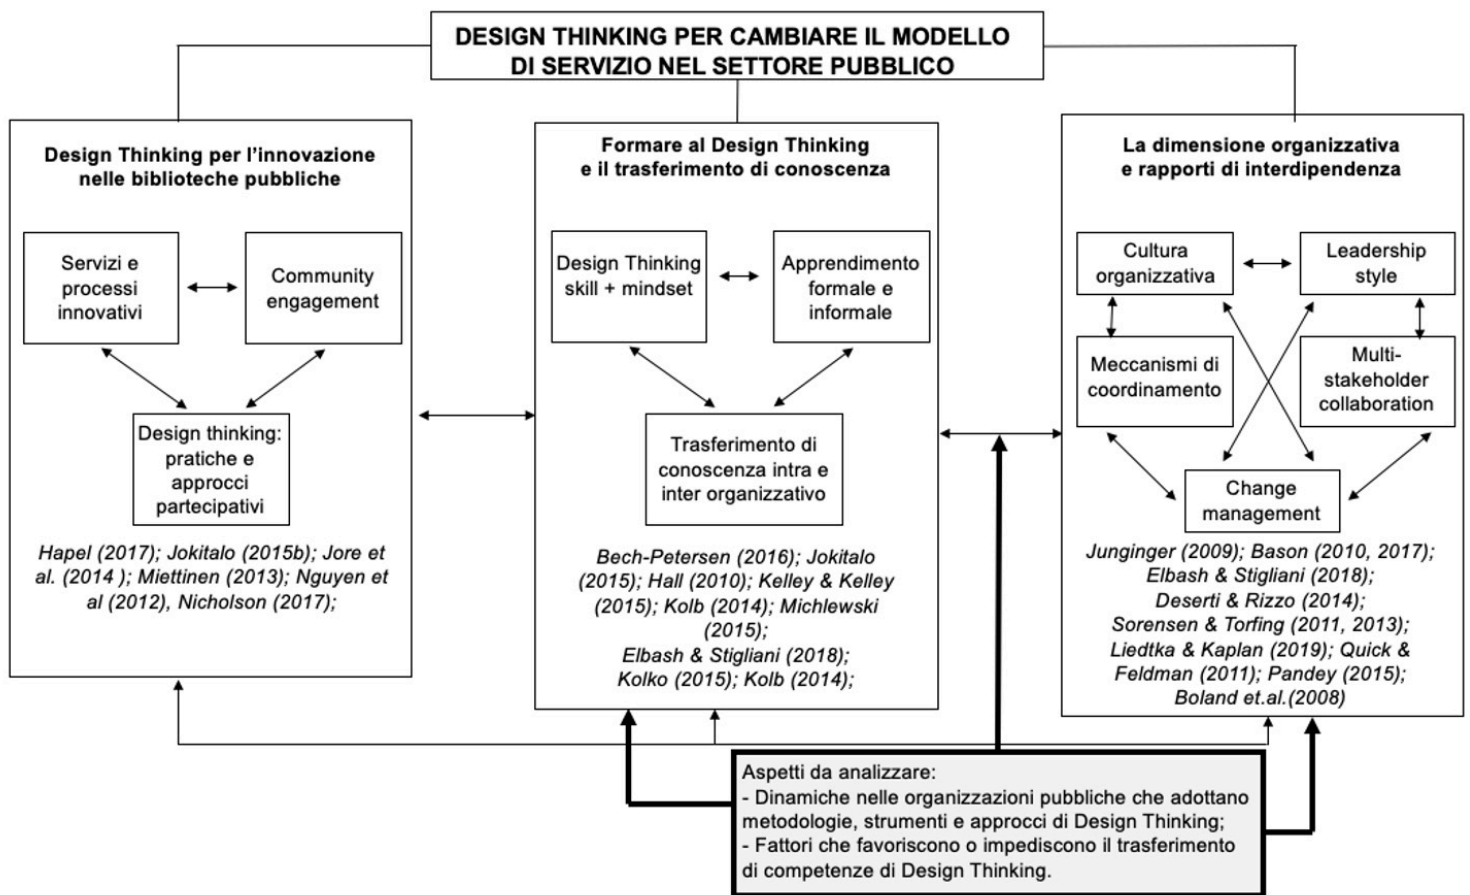 DESIGN THINKING PER CAMBIARE IL MODELLO
DI SERVIZIO NEL SETTORE PUBBLICO
Design Thinking per l'innovazione
nelle biblioteche pubbliche
Servizi e
processi
innovativi
Community
engagement
Design thinking:
pratiche e
approcci
partecipativi
Hapel (2017); Jokitalo (2015b); Jore et
al. (2014 ); Miettinen (2013); Nguyen et
al (2012), Nicholson (2017);
Formare al Design Thinking
e il trasferimento di conoscenza
Design Thinking
skill + mindset
Apprendimento
formale e
informale
Trasferimento di
conoscenza intra e
inter organizzativo
Bech-Petersen (2016); Jokitalo
(2015); Hall (2010); Kelley & Kelley
(2015); Kolb (2014); Michlewski
(2015);
Elbash & Stigliani (2018);
Kolko (2015); Kolb (2014);
La dimensione organizzativa
e rapporti di interdipendenza
Cultura
organizzativa
Leadership
style
Meccanismi di
coordinamento
Multi-
stakeholder
collaboration
Change
management
Junginger (2009); Bason (2010, 2017);
Elbash & Stigliani (2018);
Deserti & Rizzo (2014);
Sorensen & Torfing (2011, 2013);
Liedtka & Kaplan (2019); Quick &
Feldman (2011); Pandey (2015);
Boland et.al.(2008)
Aspetti da analizzare:
- Dinamiche nelle organizzazioni pubbliche che adottano
metodologie, strumenti e approcci di Design Thinking;
- Fattori che favoriscono o impediscono il trasferimento
di competenze di Design Thinking.